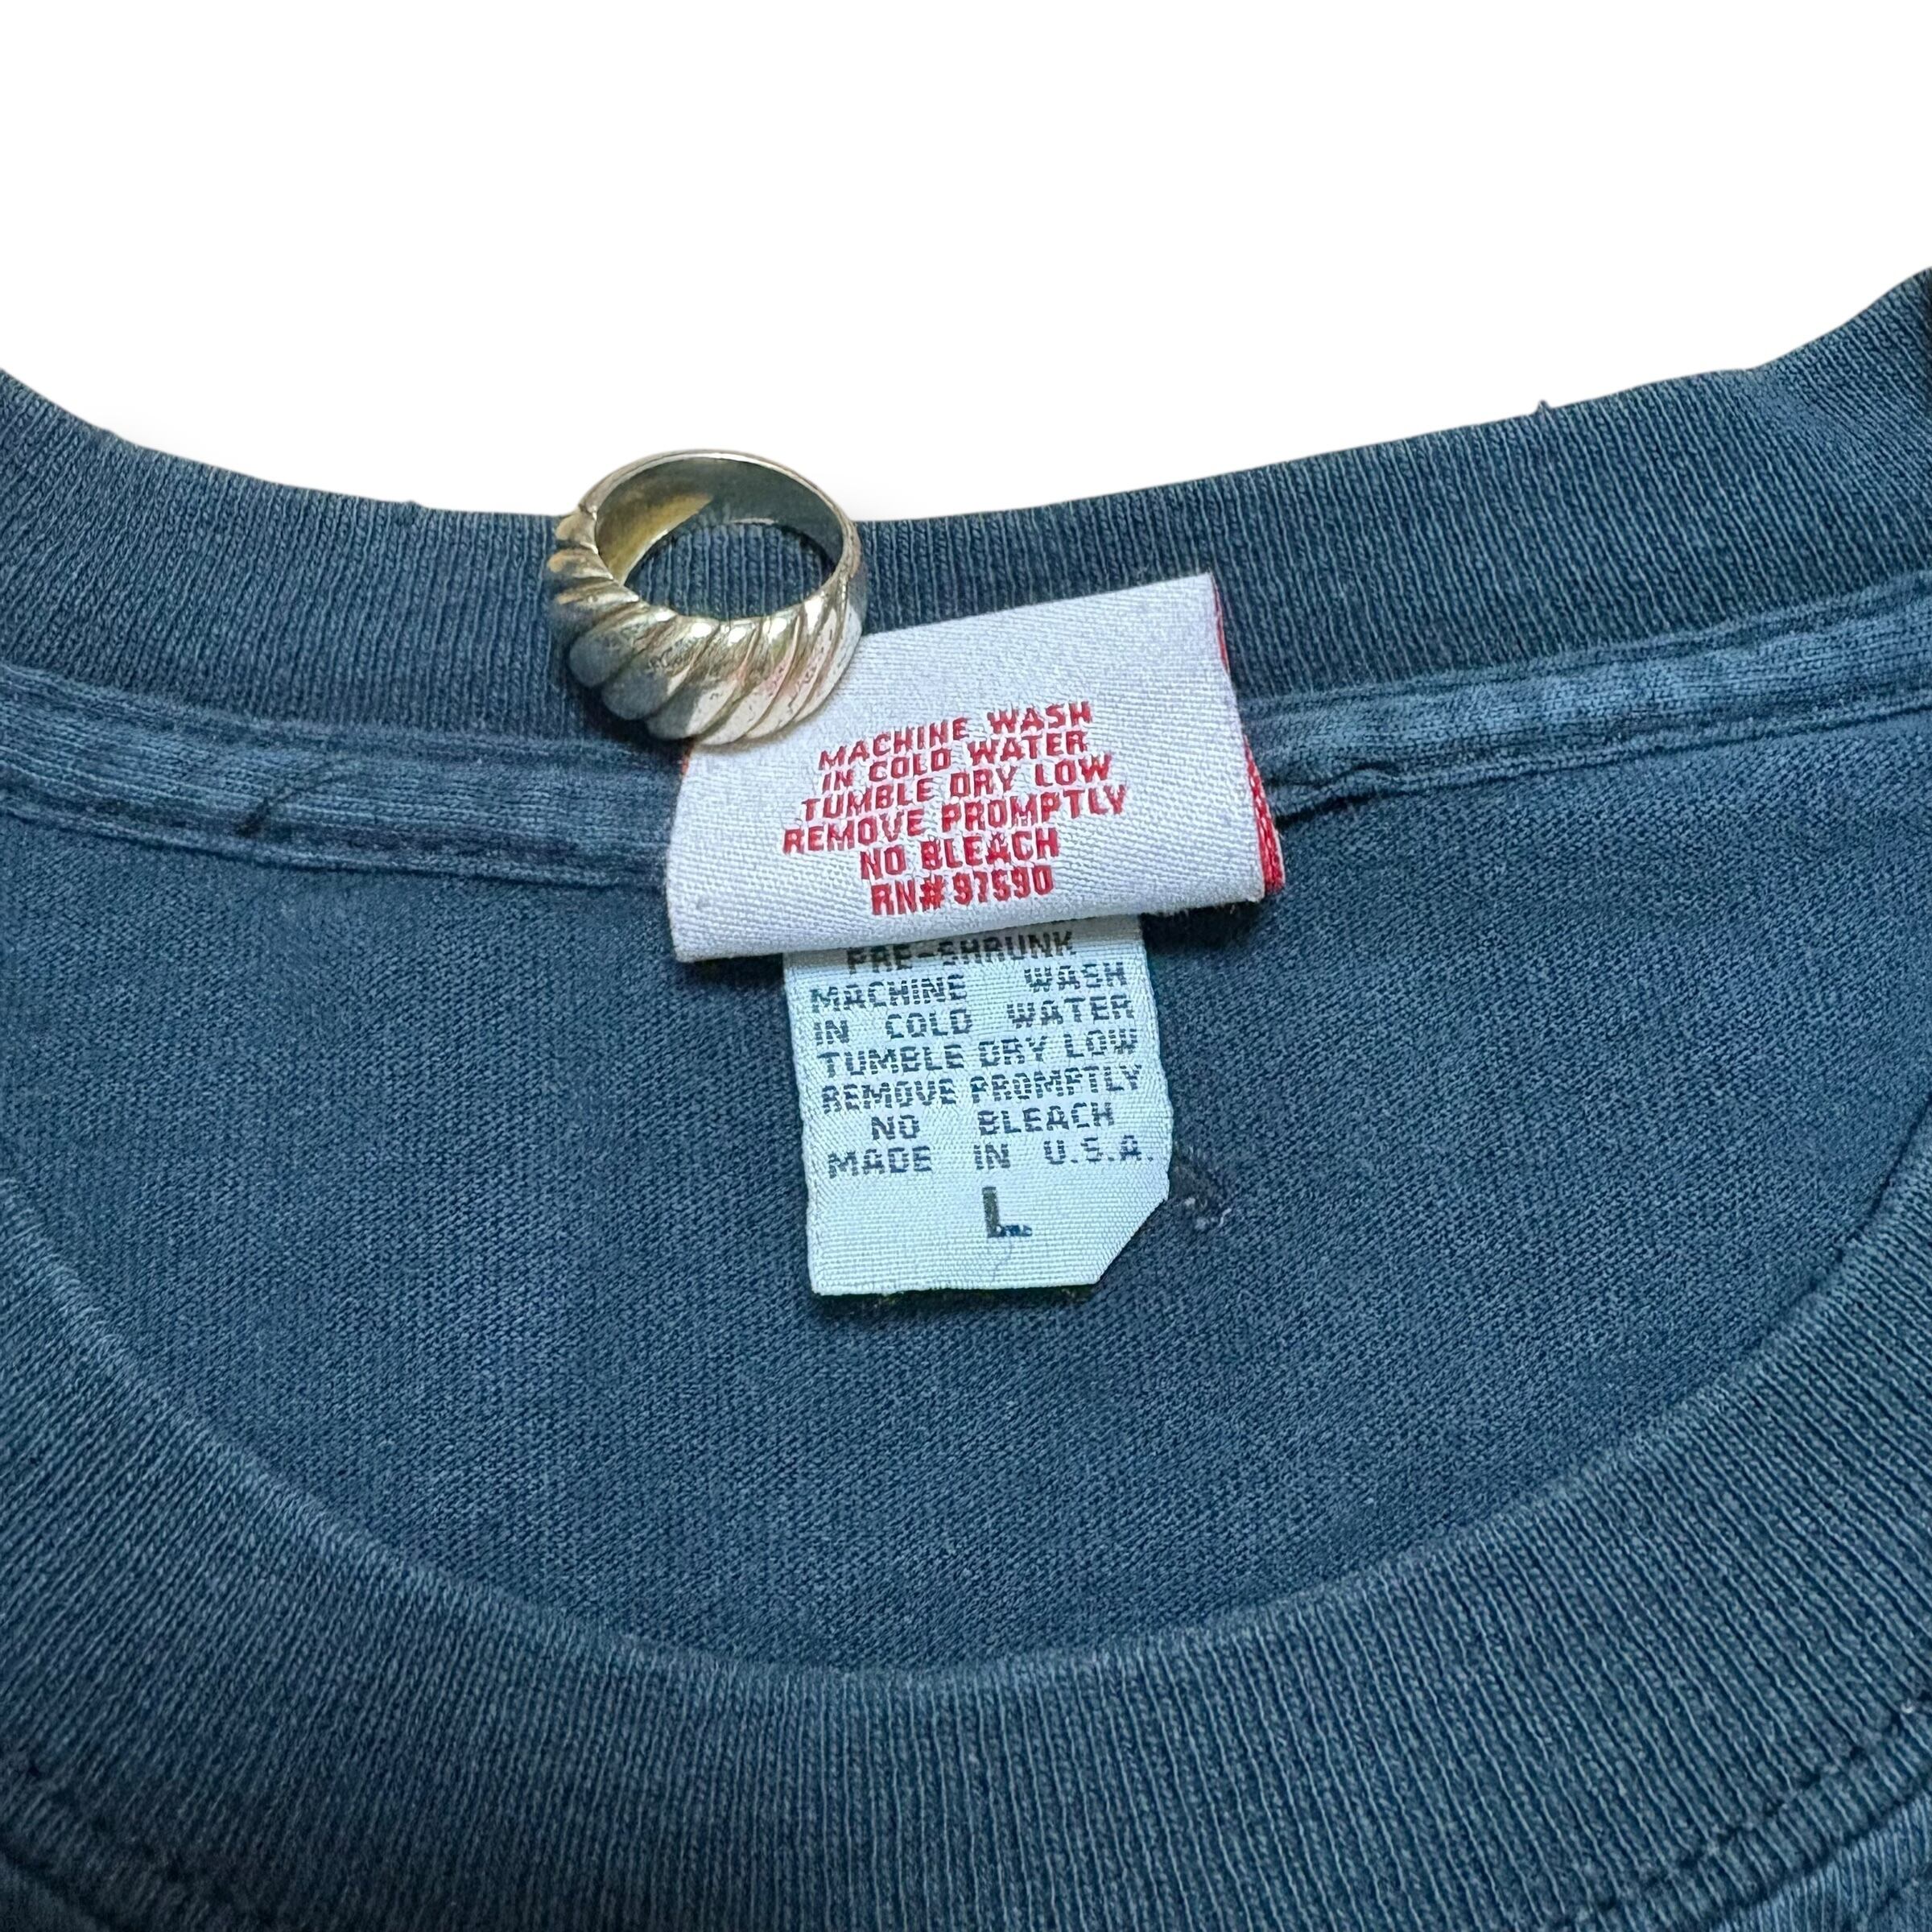 MACHINE WASH
IN COLD WATER
TUMBLE DRY LOW
REMOVE PROMPTLY
NO BLEACH
RN# 97590
PRE-SHRUNK
MACHINE WASH
IN COLD WATER
TUMBLE DRY LOW
REMOVE PROMPTLY
NO BLEACH
MADE IN U.S.A.
L